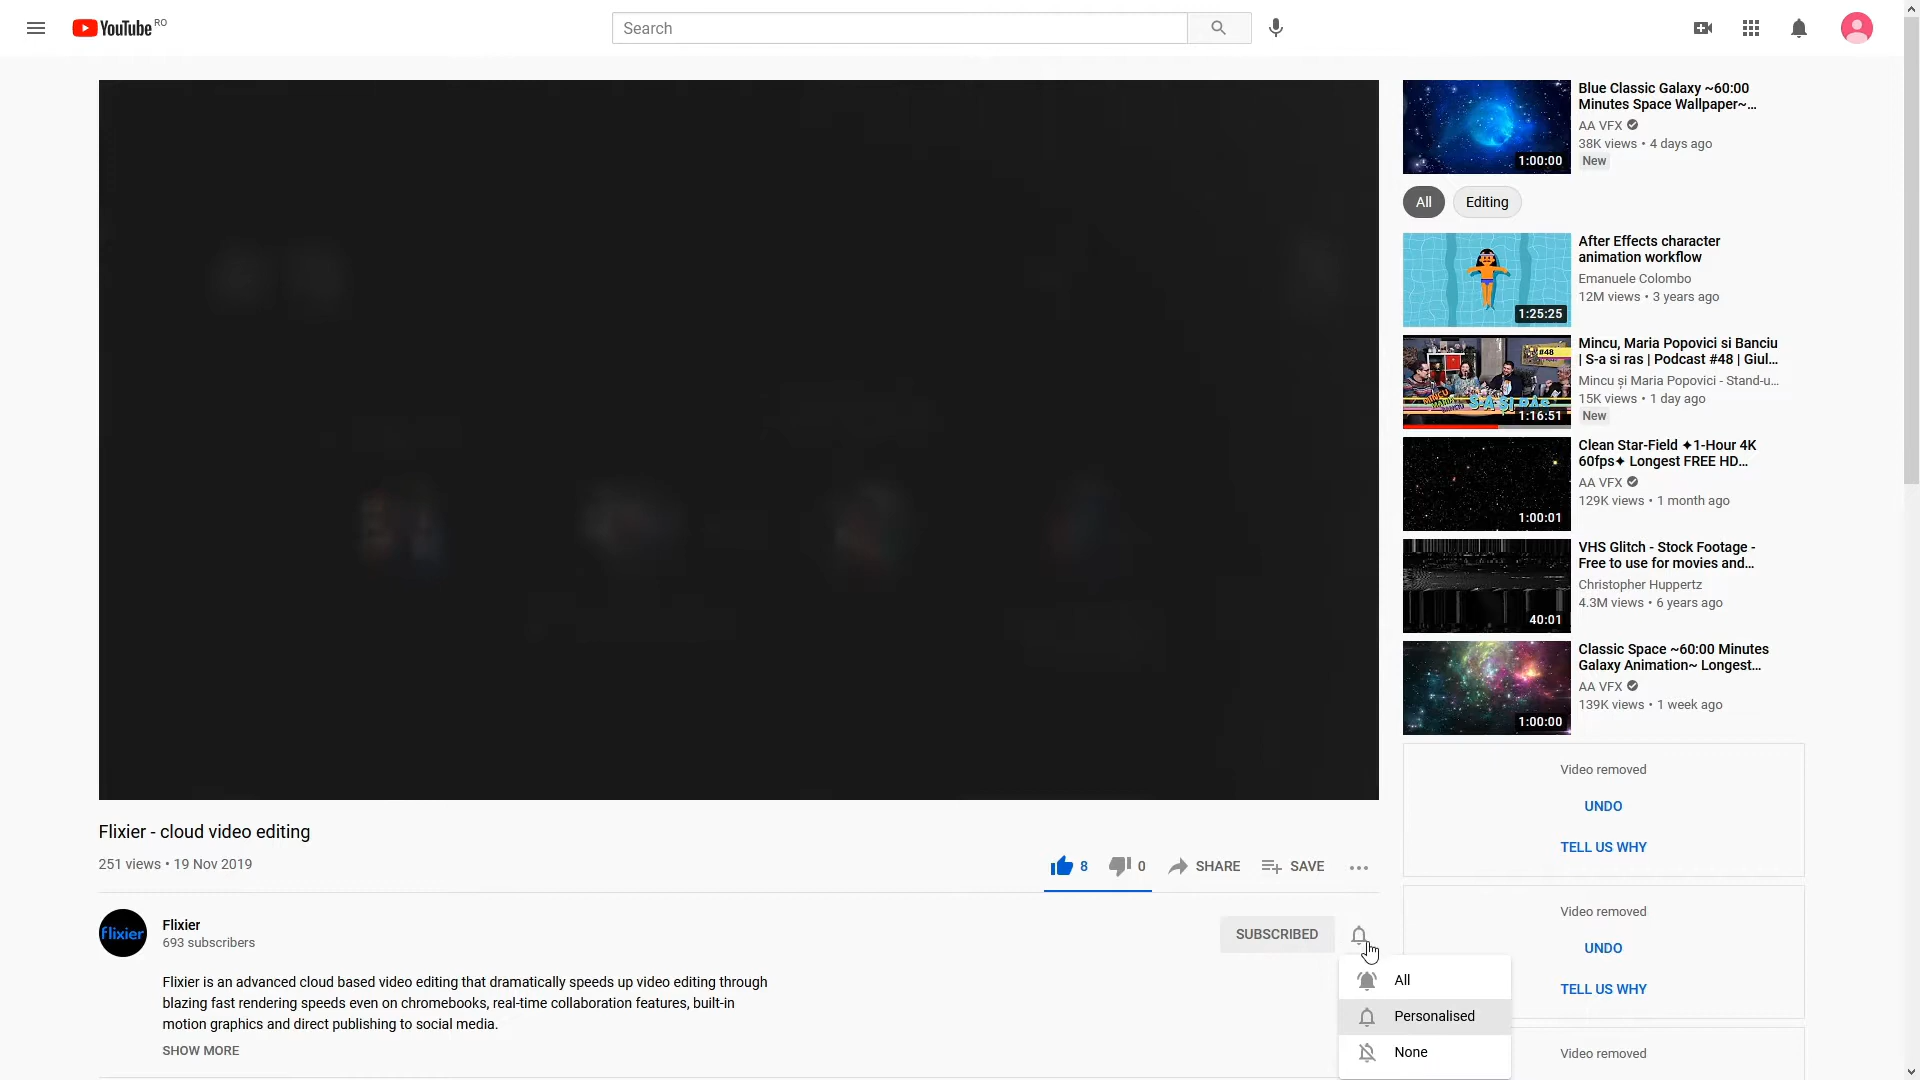 YouTube RO
Search
Blue Classic Galaxy ~60:00
Minutes Space Wallpaper~...
AA VFX
38K views • 4 days ago
New
1:00:00
All
Editing
After Effects character
animation workflow
Emanuele Colombo
12M views • 3 years ago
1:25:25
Mincu, Maria Popovici si Banciu
| S-a si ras | Podcast #48 | Giul...
Mincu și Maria Popovici - Stand-u...
15K views • 1 day ago
New
#48
1:16:51
Clean Star-Field ✦1-Hour 4K
60fps✦ Longest FREE HD...
AA VFX
129K views • 1 month ago
1:00:01
VHS Glitch - Stock Footage -
Free to use for movies and...
Christopher Huppertz
4.3M views • 6 years ago
40:01
Classic Space ~60:00 Minutes
Galaxy Animation~ Longest...
AA VFX
139K views • 1 week ago
1:00:00
Video removed
UNDO
TELL US WHY
Video removed
UNDO
TELL US WHY
Video removed
Flixier - cloud video editing
251 views • 19 Nov 2019
8
0
SHARE
SAVE
flixier
Flixier
693 subscribers
SUBSCRIBED
All
Personalised
None
Flixier is an advanced cloud based video editing that dramatically speeds up video editing through
blazing fast rendering speeds even on chromebooks, real-time collaboration features, built-in
motion graphics and direct publishing to social media.
SHOW MORE